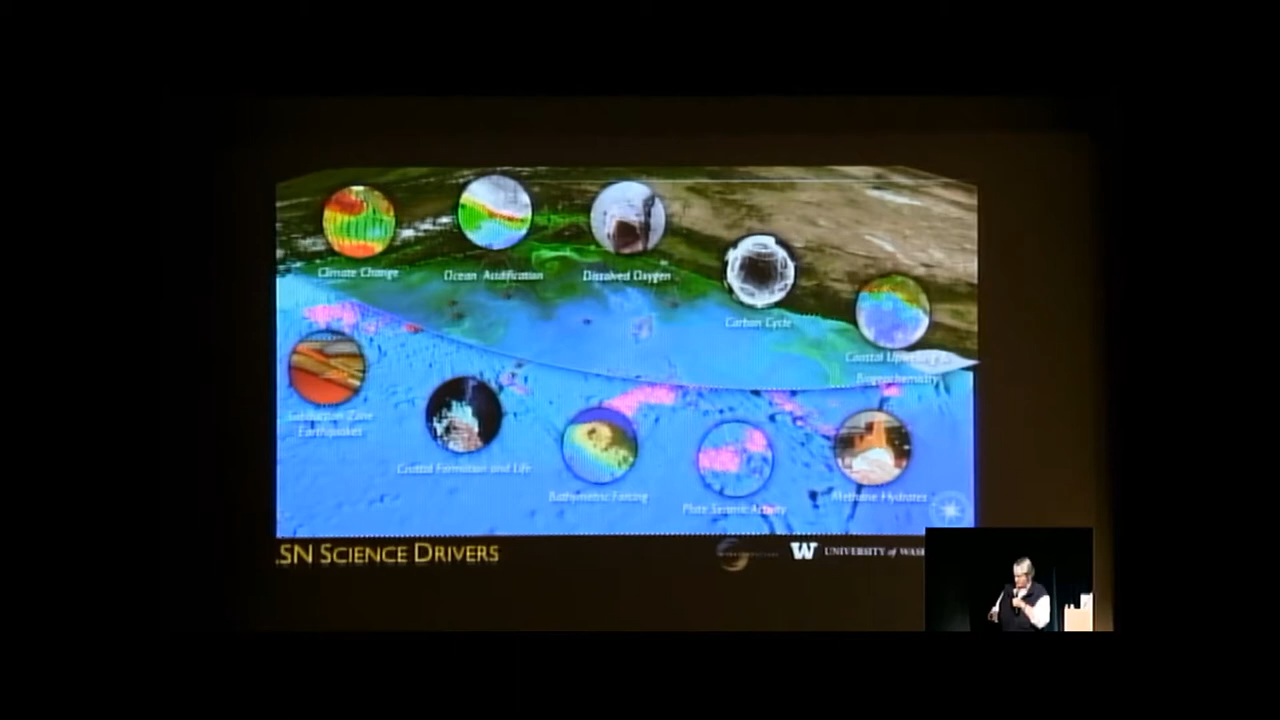 Climate Change
Ocean Acidification
Dissolved Oxygen
Carbon Cycle
Coastal Upwelling &
Biogeochemistry
Subduction Zone
Earthquakes
Crustal Formation and Life
Bathymetric Forcing
Plate Seismic Activity
Methane Hydrates
SN SCIENCE DRIVERS
W UNIVERSITY of WAS